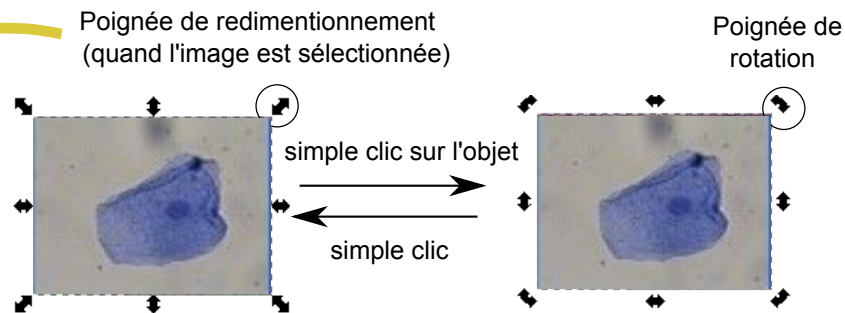 Poignée de redimentionnement
(quand l'image est sélectionnée)
Poignée de
rotation
simple clic sur l'objet
simple clic